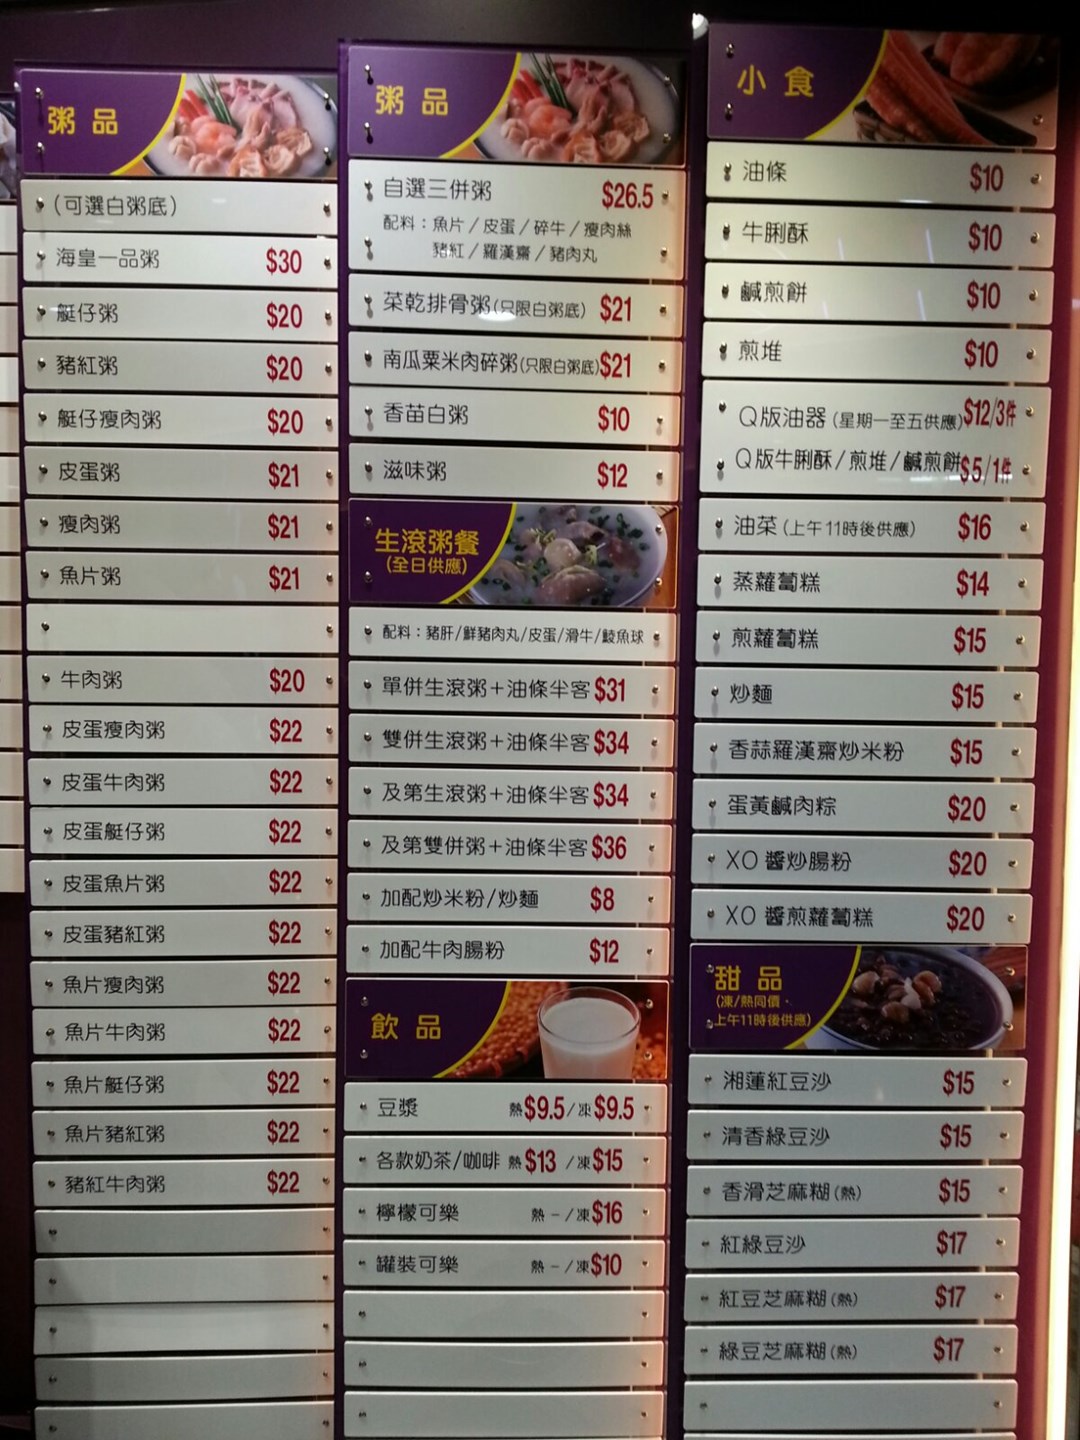 粥品
(可選白粥底)
海皇一品粥 $30
艇仔粥 $20
豬紅粥 $20
艇仔瘦肉粥 $20
皮蛋粥 $21
瘦肉粥 $21
魚片粥 $21
牛肉粥 $20
皮蛋瘦肉粥 $22
皮蛋牛肉粥 $22
皮蛋艇仔粥 $22
皮蛋魚片粥 $22
皮蛋豬紅粥 $22
魚片瘦肉粥 $22
魚片牛肉粥 $22
魚片艇仔粥 $22
魚片豬紅粥 $22
豬紅牛肉粥 $22
粥品
自選三併粥 $26.5
配料：魚片/皮蛋/碎牛/瘦肉絲
豬紅/羅漢齋/豬肉丸
菜乾排骨粥(只限白粥底) $21
南瓜粟米肉碎粥(只限白粥底) $21
香苗白粥 $10
滋味粥 $12
生滾粥餐
(全日供應)
配料：豬肝/鮮豬肉丸/皮蛋/滑牛/鯪魚球
單併生滾粥+油條半客 $31
雙併生滾粥+油條半客 $34
及第生滾粥+油條半客 $34
及第雙併粥+油條半客 $36
加配炒米粉/炒麵 $8
加配牛肉腸粉 $12
飲品
豆漿 熱$9.5/凍$9.5
各款奶茶/咖啡 熱$13/凍$15
檸檬可樂 熱-/凍$16
罐裝可樂 熱-/凍$10
小食
油條 $10
牛脷酥 $10
鹹煎餅 $10
煎堆 $10
Q版油器(星期一至五供應) $12/3件
Q版牛脷酥/煎堆/鹹煎餅 $5/1件
油菜(上午11時後供應) $16
蒸蘿蔔糕 $14
煎蘿蔔糕 $15
炒麵 $15
香蒜羅漢齋炒米粉 $15
蛋黃鹹肉粽 $20
XO醬炒腸粉 $20
XO醬煎蘿蔔糕 $20
甜品
(凍/熱同價．
上午11時後供應)
湘蓮紅豆沙 $15
清香綠豆沙 $15
香滑芝麻糊(熱) $15
紅綠豆沙 $17
紅豆芝麻糊(熱) $17
綠豆芝麻糊(熱) $17